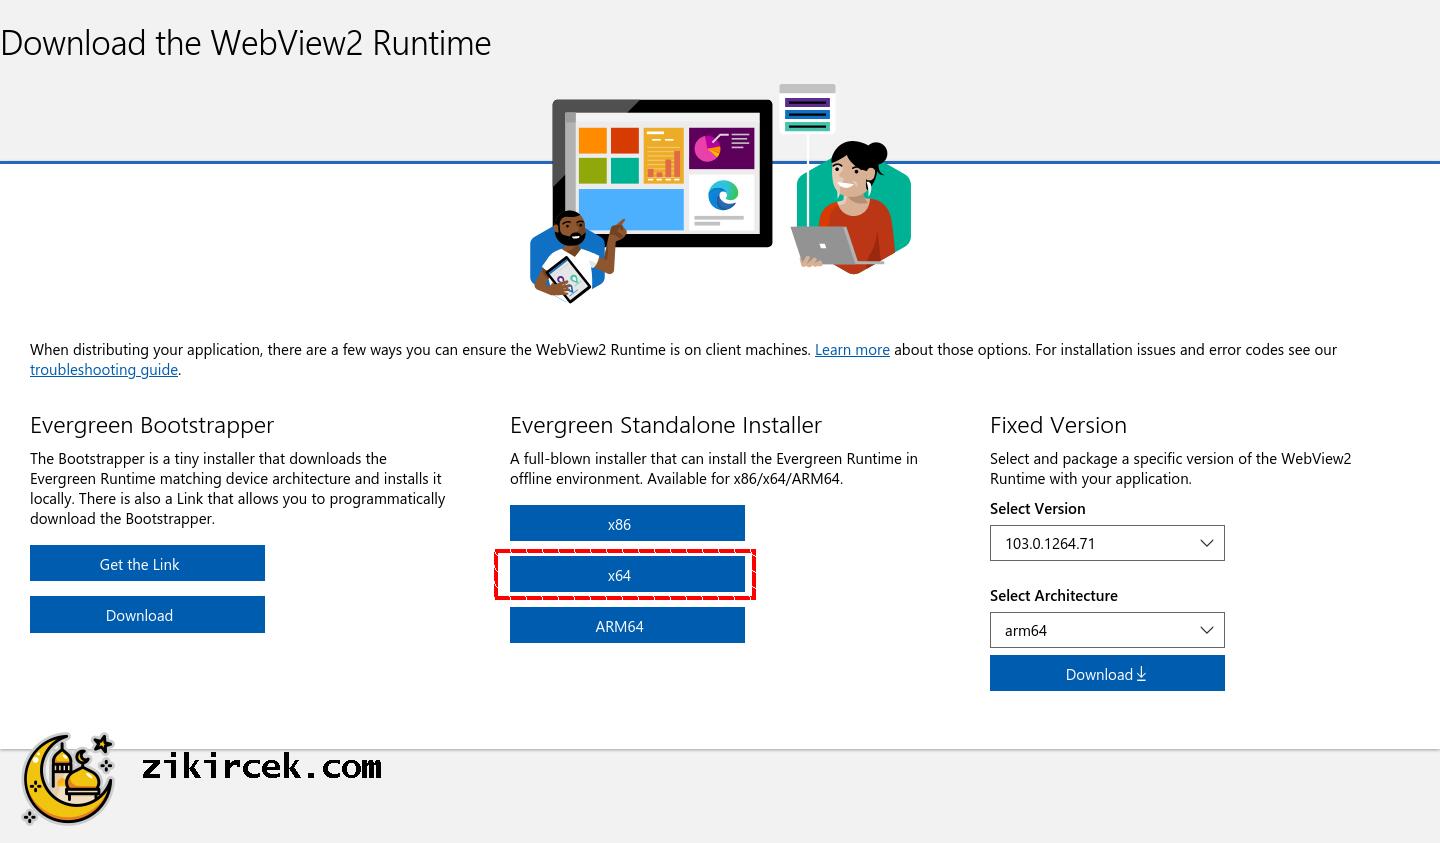 Download the WebView2 Runtime
When distributing your application, there are a few ways you can ensure the WebView2 Runtime is on client machines. Learn more about those options. For installation issues and error codes see our
troubleshooting guide.
Evergreen Bootstrapper
The Bootstrapper is a tiny installer that downloads the
Evergreen Runtime matching device architecture and installs it
locally. There is also a Link that allows you to programmatically
download the Bootstrapper.
Get the Link
Download
Evergreen Standalone Installer
A full-blown installer that can install the Evergreen Runtime in
offline environment. Available for x86/x64/ARM64.
x86
x64
ARM64
Fixed Version
Select and package a specific version of the WebView2
Runtime with your application.
Select Version
103.0.1264.71
Select Architecture
arm64
Download
zikircek.com